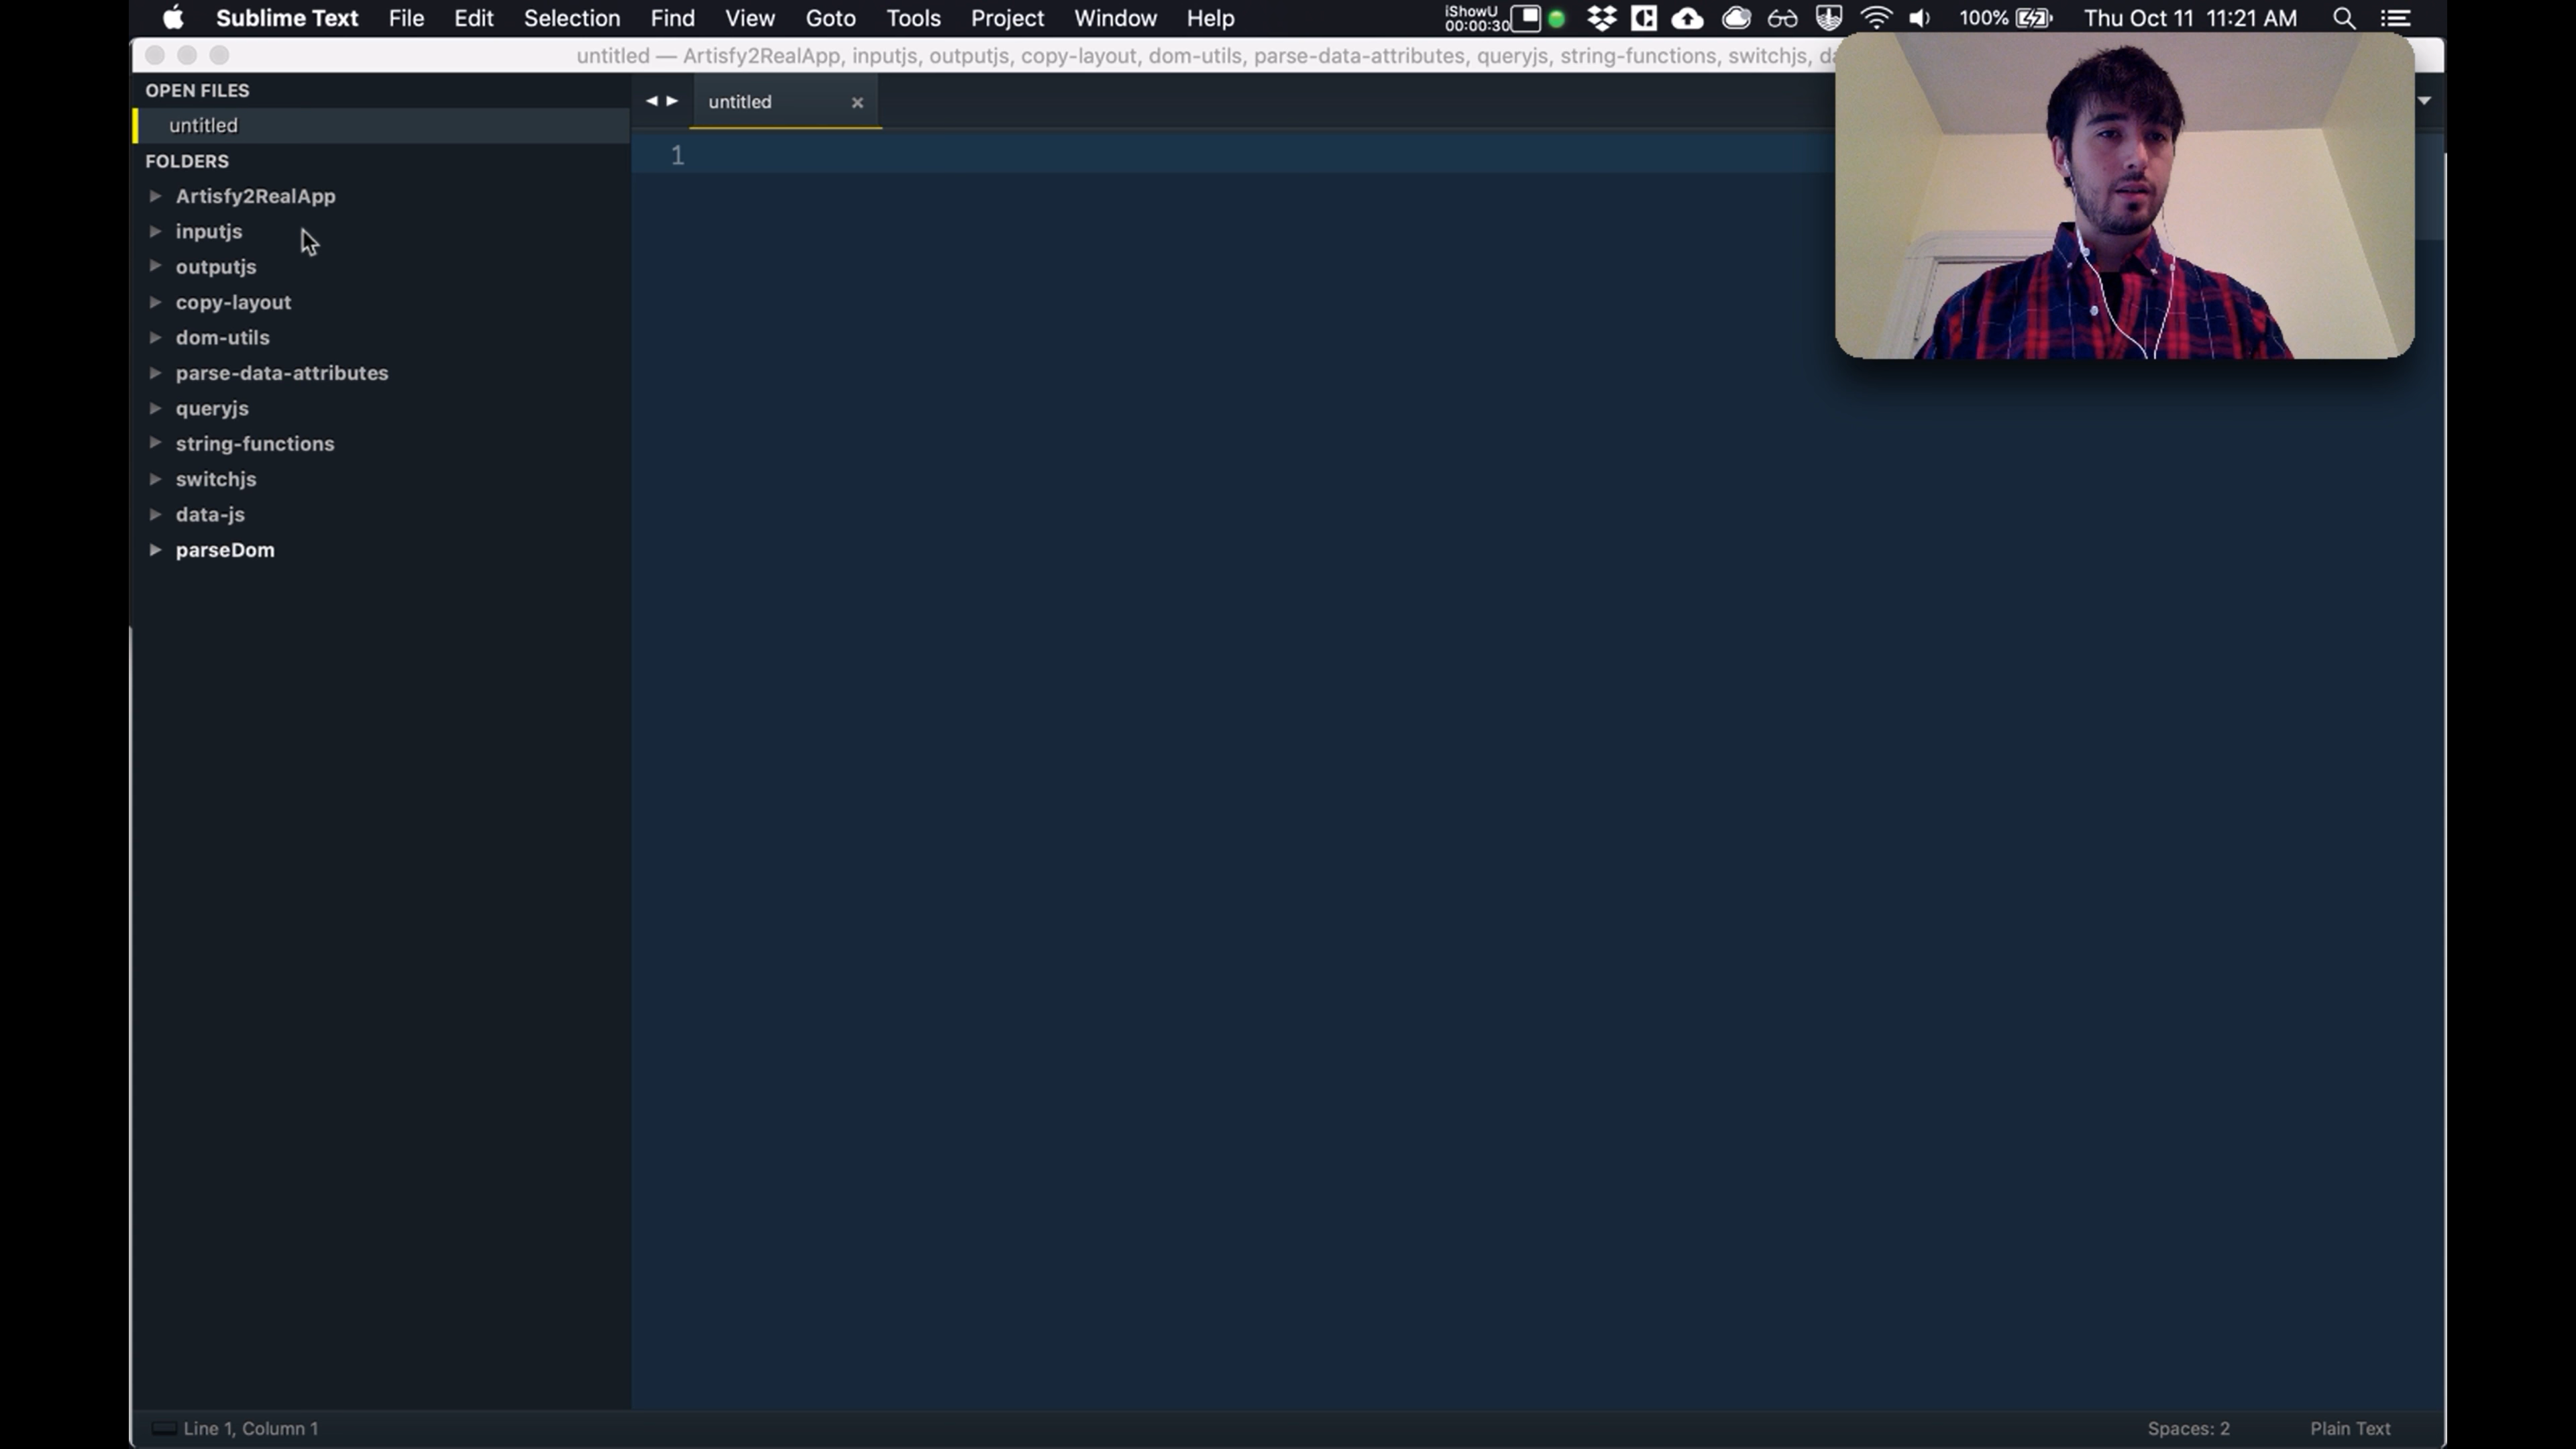 Sublime Text File Edit Selection Find View Goto Tools Project Window Help iShowU 00:00:30 100% Thu Oct 11 11:21 AM
untitled — Artisfy2RealApp, inputjs, outputjs, copy-layout, dom-utils, parse-data-attributes, queryjs, string-functions, switchjs,
OPEN FILES
untitled
untitled
FOLDERS
1
Artisfy2RealApp
inputjs
outputjs
copy-layout
dom-utils
parse-data-attributes
queryjs
string-functions
switchjs
data-js
parseDom
Line 1, Column 1 Spaces: 2 Plain Text